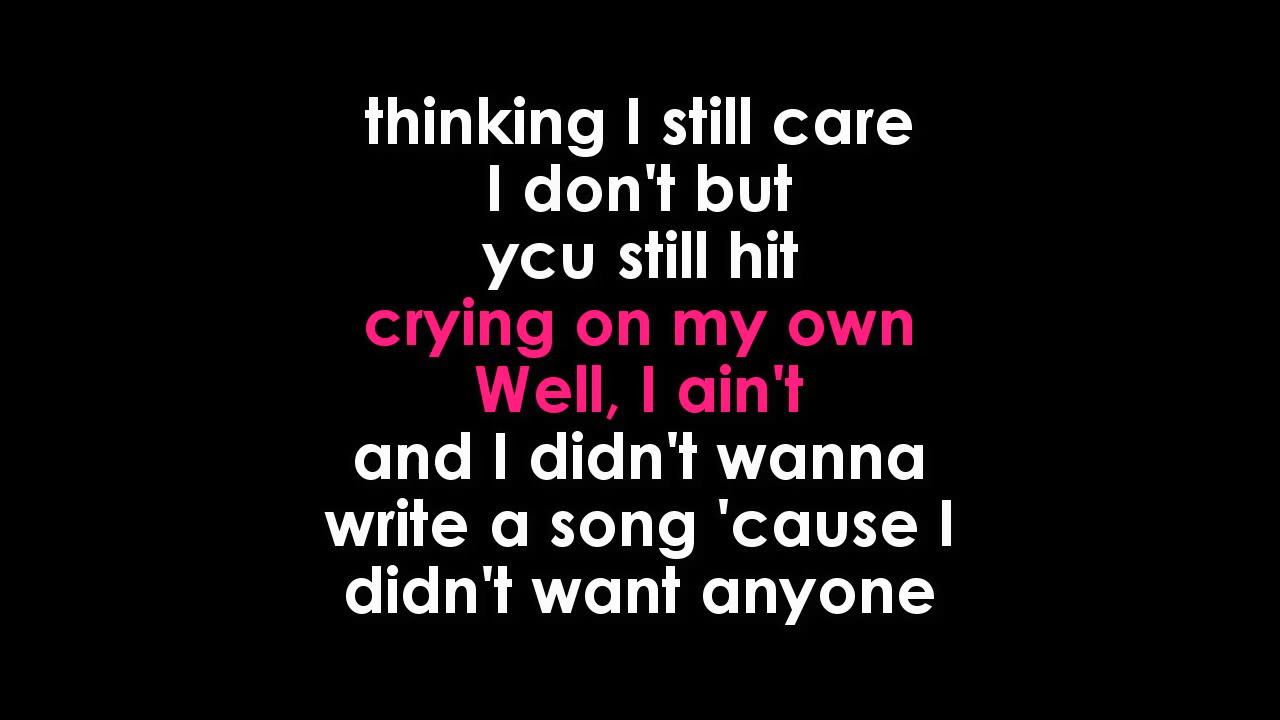 thinking I still care
I don't but
ycu still hit
crying on my own
Well, I ain't
and I didn't wanna
write a song 'cause I
didn't want anyone